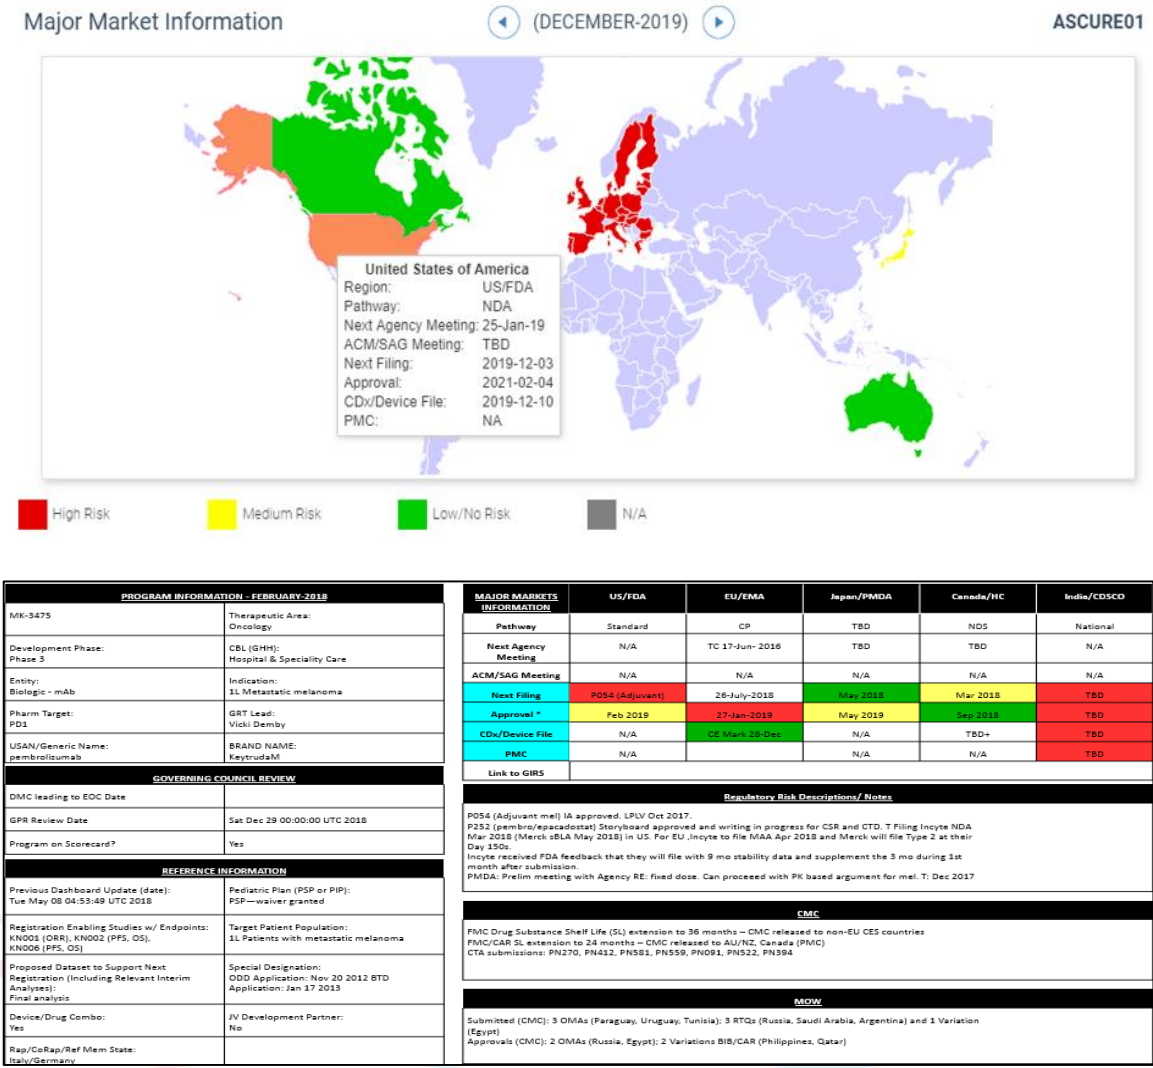 Major Market Information
(DECEMBER-2019)
ASCURE01
United States of America
Region: US/FDA
Pathway: NDA
Next Agency Meeting: 25-Jan-19
ACM/SAG Meeting: TBD
Next Filing: 2019-12-03
Approval: 2021-02-04
CDx/Device File: 2019-12-10
PMC: NA
High Risk
Medium Risk
Low/No Risk
N/A
PROGRAM INFORMATION - FEBRUARY-2018
MK-3475
Therapeutic Area:
Oncology
Development Phase:
Phase 3
CBL (GHH):
Hospital & Speciality Care
Entity:
Biologic - mAb
Indication:
1L Metastatic melanoma
Pharm Target:
PD1
GRT Lead:
Vicki Demby
USAN/Generic Name:
pembrolizumab
BRAND NAME:
KeytrudaM
GOVERNING COUNCIL REVIEW
DMC leading to EOC Date
GPR Review Date
Sat Dec 29 00:00:00 UTC 2018
Program on Scorecard?
Yes
REFERENCE INFORMATION
Previous Dashboard Update (date):
Tue May 08 04:53:49 UTC 2018
Pediatric Plan (PSP or PIP):
PSP—waiver granted
Registration Enabling Studies w/ Endpoints:
KN001 (ORR), KN002 (PFS, OS),
KN006 (PFS, OS)
Target Patient Population:
1L Patients with metastatic melanoma
Proposed Dataset to Support Next
Registration (Including Relevant Interim
Analyses):
Final analysis
Special Designation:
ODD Application: Nov 20 2012 BTD
Application: Jan 17 2013
Device/Drug Combo:
Yes
JV Development Partner:
No
Rap/CoRap/Ref Mem State:
Italy/Germany
MAJOR MARKETS
INFORMATION
US/FDA
EU/EMA
Japan/PMDA
Canada/HC
India/CDSCO
Pathway
Standard
CP
TBD
NDS
National
Next Agency
Meeting
N/A
TC 17-Jun- 2016
TBD
TBD
N/A
ACM/SAG Meeting
N/A
N/A
N/A
N/A
N/A
Next Filing
P054 (Adjuvant)
26-July-2018
May 2018
Mar 2018
TBD
Approval *
Feb 2019
27-Jan-2019
May 2019
Sep 2018
TBD
CDx/Device File
N/A
CE Mark 28-Dec
N/A
TBD+
TBD
PMC
N/A
N/A
N/A
TBD
Link to GIRS
Regulatory Risk Descriptions/ Notes
P054 (Adjuvant mel) IA approved. LPLV Oct 2017.
P252 (pembro/epacadostat) Storyboard approved and writing in progress for CSR and CTD. T Filing Incyte NDA
Mar 2018 (Merck sBLA May 2018) in US. For EU ,Incyte to file MAA Apr 2018 and Merck will file Type 2 at their
Day 150s.
Incyte received FDA feedback that they will file with 9 mo stability data and supplement the 3 mo during 1st
month after submission.
PMDA: Prelim meeting with Agency RE: fixed dose. Can proceeed with PK based argument for mel. T: Dec 2017
CMC
FMC Drug Substance Shelf Life (SL) extension to 36 months – CMC released to non-EU CES countries
FMC/CAR SL extension to 24 months – CMC released to AU/NZ, Canada (PMC)
CTA submissions: PN270, PN412, PN581, PN559, PN091, PN522, PN394
MOW
Submitted (CMC): 3 OMAs (Paraguay, Uruguay, Tunisia); 3 RTQs (Russia, Saudi Arabia, Argentina) and 1 Variation
(Egypt)
Approvals (CMC): 2 OMAs (Russia, Egypt); 2 Variations BIB/CAR (Philippines, Qatar)